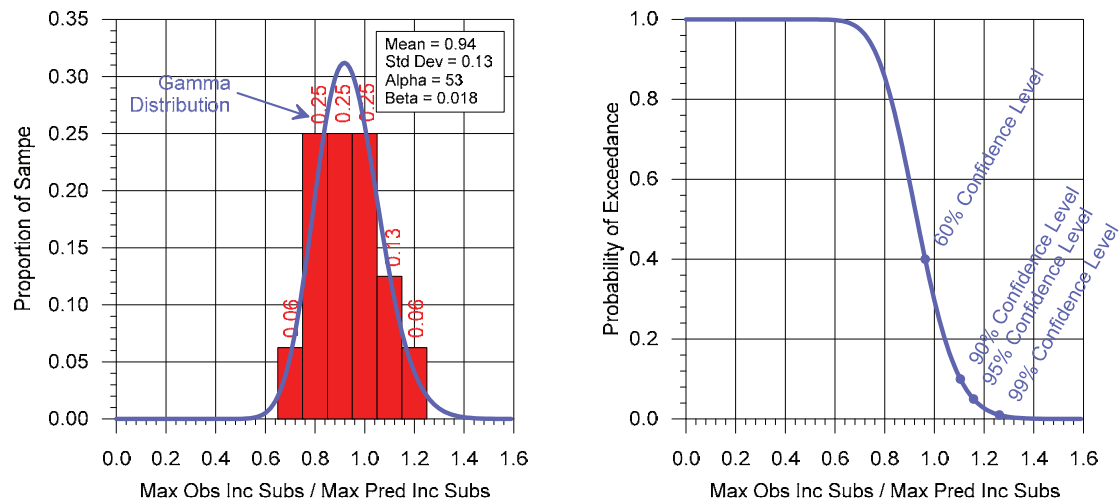 0.35
0.30
0.25
0.20
0.15
0.10
0.05
0.00
Proportion of Sampe
Gamma
Distribution
Mean = 0.94
Std Dev = 0.13
Alpha = 53
Beta = 0.018
0.06
0.25
0.25
0.25
0.13
0.06
0.0 0.2 0.4 0.6 0.8 1.0 1.2 1.4 1.6
Max Obs Inc Subs / Max Pred Inc Subs
1.0
0.8
0.6
0.4
0.2
0.0
Probability of Exceedance
60% Confidence Level
90% Confidence Level
95% Confidence Level
99% Confidence Level
0.0 0.2 0.4 0.6 0.8 1.0 1.2 1.4 1.6
Max Obs Inc Subs / Max Pred Inc Subs